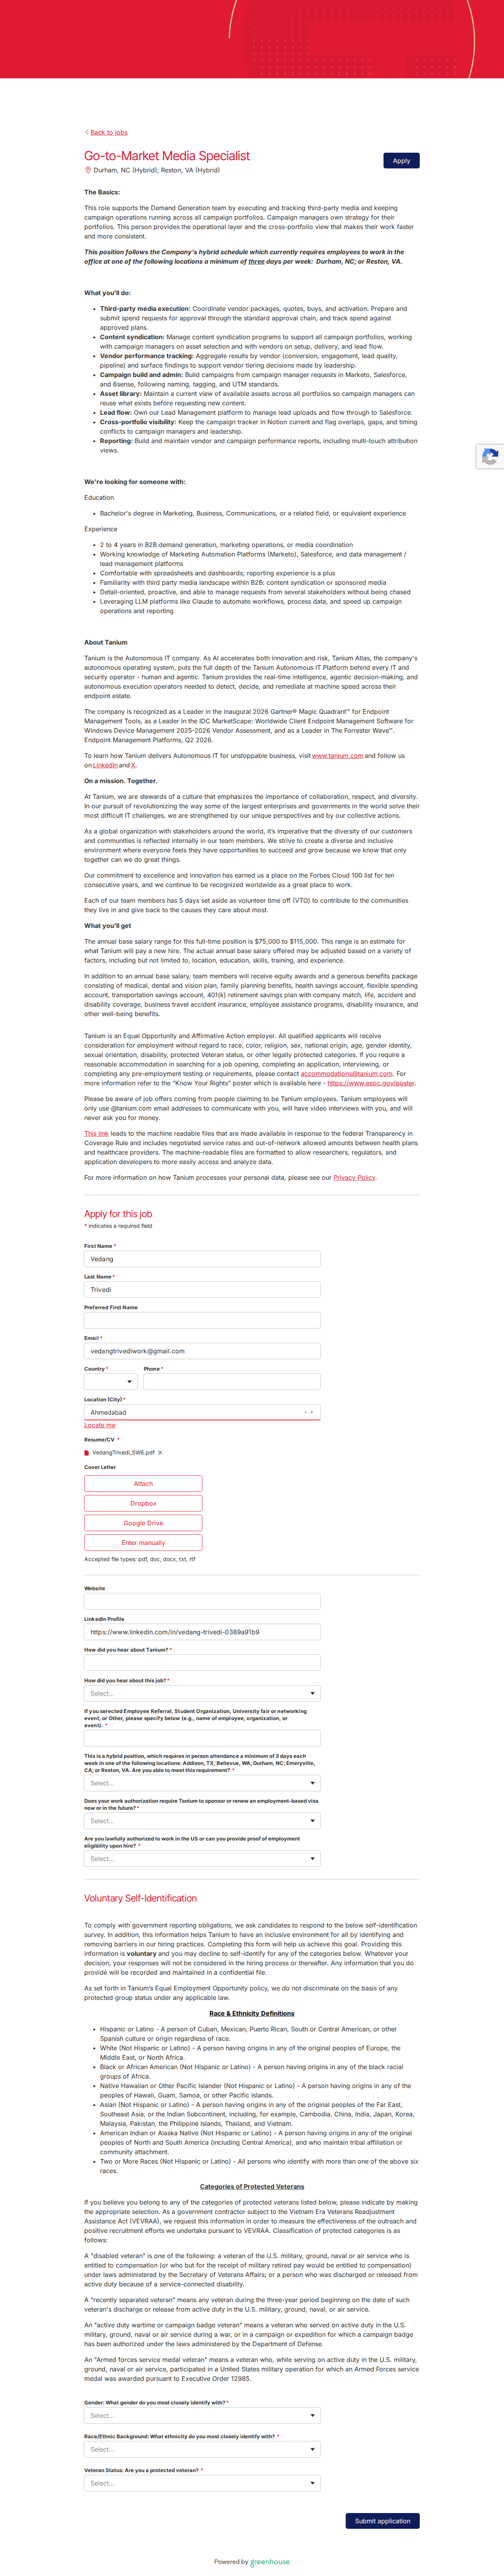 Back to jobs
Go-to-Market Media Specialist
Apply
Durham, NC (Hybrid); Reston, VA (Hybrid)
The Basics:
This role supports the Demand Generation team by executing and tracking third-party media and keeping
campaign operations running across all campaign portfolios. Campaign managers own strategy for their
portfolios. This person provides the operational layer and the cross-portfolio view that makes their work faster
and more consistent.
This position follows the Company's hybrid schedule which currently requires employees to work in the
office at one of the following locations a minimum of three days per week: Durham, NC; or Reston, VA.
What you'll do:
• Third-party media execution: Coordinate vendor packages, quotes, buys, and activation. Prepare and
submit spend requests for approval through the standard approval chain, and track spend against
approved plans.
• Content syndication: Manage content syndication programs to support all campaign portfolios, working
with campaign managers on asset selection and with vendors on setup, delivery, and lead flow.
• Vendor performance tracking: Aggregate results by vendor (conversion, engagement, lead quality,
pipeline) and surface findings to support vendor tiering decisions made by leadership.
• Campaign build and admin: Build campaigns from campaign manager requests in Marketo, Salesforce,
and 6sense, following naming, tagging, and UTM standards.
• Asset library: Maintain a current view of available assets across all portfolios so campaign managers can
reuse what exists before requesting new content.
• Lead flow: Own our Lead Management platform to manage lead uploads and flow through to Salesforce.
• Cross-portfolio visibility: Keep the campaign tracker in Notion current and flag overlaps, gaps, and timing
conflicts to campaign managers and leadership.
• Reporting: Build and maintain vendor and campaign performance reports, including multi-touch attribution
views.
We're looking for someone with:
Education
• Bachelor's degree in Marketing, Business, Communications, or a related field, or equivalent experience
Experience
• 2 to 4 years in B2B demand generation, marketing operations, or media coordination
• Working knowledge of Marketing Automation Platforms (Marketo), Salesforce, and data management /
lead management platforms
• Comfortable with spreadsheets and dashboards; reporting experience is a plus
• Familiarity with third party media landscape within B2B: content syndication or sponsored media
• Detail-oriented, proactive, and able to manage requests from several stakeholders without being chased
• Leveraging LLM platforms like Claude to automate workflows, process data, and speed up campaign
operations and reporting
About Tanium
Tanium is the Autonomous IT company. As AI accelerates both innovation and risk, Tanium Atlas, the company's
autonomous operating system, puts the full depth of the Tanium Autonomous IT Platform behind every IT and
security operator - human and agentic. Tanium provides the real-time intelligence, agentic decision-making, and
autonomous execution operators needed to detect, decide, and remediate at machine speed across their
endpoint estate.
The company is recognized as a Leader in the inaugural 2026 Gartner® Magic Quadrant™ for Endpoint
Management Tools, as a Leader in the IDC MarketScape: Worldwide Client Endpoint Management Software for
Windows Device Management 2025-2026 Vendor Assessment, and as a Leader in The Forrester Wave™.
Endpoint Management Platforms, Q2 2026.
To learn how Tanium delivers Autonomous IT for unstoppable business, visit www.tanium.com and follow us
on LinkedIn and X.
On a mission. Together.
At Tanium, we are stewards of a culture that emphasizes the importance of collaboration, respect, and diversity.
In our pursuit of revolutionizing the way some of the largest enterprises and governments in the world solve their
most difficult IT challenges, we are strengthened by our unique perspectives and by our collective actions.
As a global organization with stakeholders around the world, it's imperative that the diversity of our customers
and communities is reflected internally in our team members. We strive to create a diverse and inclusive
environment where everyone feels they have opportunities to succeed and grow because we know that only
together can we do great things.
Our commitment to excellence and innovation has earned us a place on the Forbes Cloud 100 list for ten
consecutive years, and we continue to be recognized worldwide as a great place to work.
Each of our team members has 5 days set aside as volunteer time off (VTO) to contribute to the communities
they live in and give back to the causes they care about most.
What you'll get
The annual base salary range for this full-time position is $75,000 to $115,000. This range is an estimate for
what Tanium will pay a new hire. The actual annual base salary offered may be adjusted based on a variety of
factors, including but not limited to, location, education, skills, training, and experience.
In addition to an annual base salary, team members will receive equity awards and a generous benefits package
consisting of medical, dental and vision plan, family planning benefits, health savings account, flexible spending
account, transportation savings account, 401(k) retirement savings plan with company match, life, accident and
disability coverage, business travel accident insurance, employee assistance programs, disability insurance, and
other well-being benefits.
Tanium is an Equal Opportunity and Affirmative Action employer. All qualified applicants will receive
consideration for employment without regard to race, color, religion, sex, national origin, age, gender identity,
sexual orientation, disability, protected Veteran status, or other legally protected categories. If you require a
reasonable accommodation in searching for a job opening, completing an application, interviewing, or
completing any pre-employment testing or requirements, please contact accommodations@tanium.com. For
more information refer to the "Know Your Rights" poster which is available here - https://www.eeoc.gov/poster.
Please be aware of job offers coming from people claiming to be Tanium employees. Tanium employees will
only use @tanium.com email addresses to communicate with you, will have video interviews with you, and will
never ask you for money.
This link leads to the machine readable files that are made available in response to the federal Transparency in
Coverage Rule and includes negotiated service rates and out-of-network allowed amounts between health plans
and healthcare providers. The machine-readable files are formatted to allow researchers, regulators, and
application developers to more easily access and analyze data.
For more information on how Tanium processes your personal data, please see our Privacy Policy.
Apply for this job
* indicates a required field
First Name *
Vedang
Last Name *
Trivedi
Preferred First Name
Email *
vedangtrivediwork@gmail.com
Country * Phone *
Location (City) *
Ahmedabad
Locate me
Resume/CV *
VedangTrivedi_SWE.pdf
Cover Letter
Attach
Dropbox
Google Drive
Enter manually
Accepted file types: pdf, doc, docx, txt, rtf
Website
LinkedIn Profile
https://www.linkedin.com/in/vedang-trivedi-0389a91b9
How did you hear about Tanium? *
How did you hear about this job? *
Select...
If you selected Employee Referral, Student Organization, University fair or networking
event, or Other, please specify below (e.g., name of employee, organization, or
event). *
This is a hybrid position, which requires in person attendance a minimum of 3 days each
week in one of the following locations: Addison, TX; Bellevue, WA; Durham, NC; Emeryville,
CA; or Reston, VA. Are you able to meet this requirement? *
Select...
Does your work authorization require Tanium to sponsor or renew an employment-based visa
now or in the future? *
Select...
Are you lawfully authorized to work in the US or can you provide proof of employment
eligibility upon hire? *
Select...
Voluntary Self-Identification
To comply with government reporting obligations, we ask candidates to respond to the below self-identification
survey. In addition, this information helps Tanium to have an inclusive environment for all by identifying and
removing barriers in our hiring practices. Completing this form will help us achieve this goal. Providing this
information is voluntary and you may decline to self-identify for any of the categories below. Whatever your
decision, your responses will not be considered in the hiring process or thereafter. Any information that you do
provide will be recorded and maintained in a confidential file.
As set forth in Tanium's Equal Employment Opportunity policy, we do not discriminate on the basis of any
protected group status under any applicable law.
Race & Ethnicity Definitions
• Hispanic or Latino - A person of Cuban, Mexican, Puerto Rican, South or Central American, or other
Spanish culture or origin regardless of race.
• White (Not Hispanic or Latino) - A person having origins in any of the original peoples of Europe, the
Middle East, or North Africa.
• Black or African American (Not Hispanic or Latino) - A person having origins in any of the black racial
groups of Africa.
• Native Hawaiian or Other Pacific Islander (Not Hispanic or Latino) - A person having origins in any of the
peoples of Hawaii, Guam, Samoa, or other Pacific Islands.
• Asian (Not Hispanic or Latino) - A person having origins in any of the original peoples of the Far East,
Southeast Asia, or the Indian Subcontinent, including, for example, Cambodia, China, India, Japan, Korea,
Malaysia, Pakistan, the Philippine Islands, Thailand, and Vietnam.
• American Indian or Alaska Native (Not Hispanic or Latino) - A person having origins in any of the original
peoples of North and South America (including Central America), and who maintain tribal affiliation or
community attachment.
• Two or More Races (Not Hispanic or Latino) - All persons who identify with more than one of the above six
races.
Categories of Protected Veterans
If you believe you belong to any of the categories of protected veterans listed below, please indicate by making
the appropriate selection. As a government contractor subject to the Vietnam Era Veterans Readjustment
Assistance Act (VEVRAA), we request this information in order to measure the effectiveness of the outreach and
positive recruitment efforts we undertake pursuant to VEVRAA. Classification of protected categories is as
follows:
A "disabled veteran" is one of the following: a veteran of the U.S. military, ground, naval or air service who is
entitled to compensation (or who but for the receipt of military retired pay would be entitled to compensation)
under laws administered by the Secretary of Veterans Affairs; or a person who was discharged or released from
active duty because of a service-connected disability.
A "recently separated veteran" means any veteran during the three-year period beginning on the date of such
veteran's discharge or release from active duty in the U.S. military, ground, naval, or air service.
An "active duty wartime or campaign badge veteran" means a veteran who served on active duty in the U.S.
military, ground, naval or air service during a war, or in a campaign or expedition for which a campaign badge
has been authorized under the laws administered by the Department of Defense.
An "Armed forces service medal veteran" means a veteran who, while serving on active duty in the U.S. military,
ground, naval or air service, participated in a United States military operation for which an Armed Forces service
medal was awarded pursuant to Executive Order 12985.
Gender: What gender do you most closely identify with? *
Select...
Race/Ethnic Background: What ethnicity do you most closely identify with? *
Select...
Veteran Status: Are you a protected veteran? *
Select...
Submit application
Powered by greenhouse